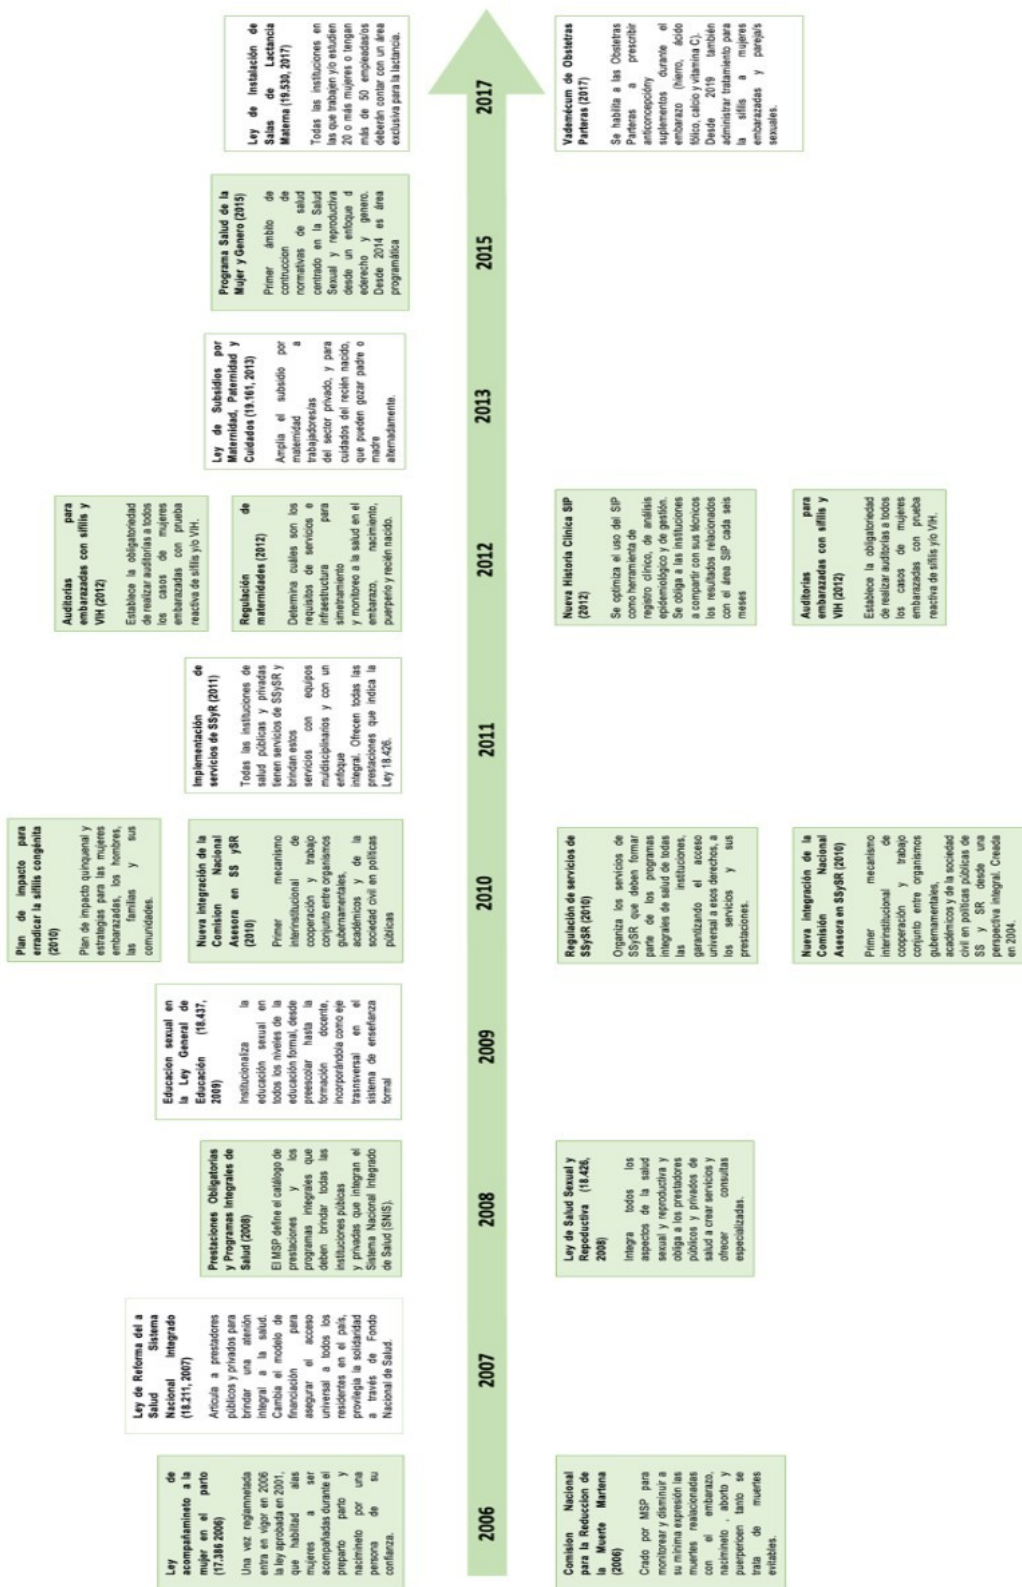 Ley de
acompañamineto a la
mujer en el parto
(17.386 2006)
Una vez reglamnetada
entra en vigor en 2006
la ley aprobada en 2001,
que habilitad alas
mujeres a ser
acompañadas durante el
preparto parto y
nacimineto por una
persona de su
confianza.
Ley de Reforma del a
Salud Sistema
Nacional Integrado
(18.211, 2007)
Articula a prestadores
públicos y privados para
brindar una atenión
integral a la salud.
Cambia el modelo de
financiación para
asegurar el acceso
universal a todos los
residentes en el país,
provilegia la solidaridad
a través de Fondo
Nacional de Salud.
Prestaciones Obligatorias
y Programas Integrales de
Salud (2008)
El MSP define el catálogo de
prestaciones y los
programas integrales que
deben brindar todas las
instituciones púbicas
y privadas que integran el
Sistema Nacional Integrado
de Salud (SNIS).
Educacion sexual en
la Ley General de
Educación (18.437,
2009)
Institucionaliza la
educación sexual en
todos los niveles de la
educación formal, desde
preescolar hasta la
formación docente,
incorporándola como eje
trasnversal en el
sistema de enseñanza
formal
Plan de impacto para
erradicar la sífilis congénita
(2010)
Plan de impacto quinquenal y
estrategias para las mujeres
embarazadas, los hombres,
las familias y sus
comunidades.
Nueva integración de la
Comision Nacional
Asesora en SS ySR
(2010)
Primer mecanismo
interinstitucional de
cooperación y trabajo
conjunto entre organismos
gubernamentales,
académicos y de la
sociedad civil en políticas
públicas
Implementación de
servicios de SSyR (2011)
Todas las instituciones de
salud públicas y privadas
tienen servicios de SSySR y
brindan estos
servicios con equipos
muldisciplinarios y con un
enfoque
integral. Ofrecen todas las
prestaciones que indica la
Ley 18.426.
Auditorías para
embarazadas con sífilis y
VIH (2012)
Establece la obligatoriedad
de realizar auditorías a todos
los casos de mujeres
embarazadas con prueba
reactiva de sífilis y/o VIH.
Regulación de
maternidades (2012)
Determina cuáles son los
requisitos de servicios e
infraestructura para
simetrinamiento
y monitoreo a la salud en el
embarazo, nacimiento,
puerperio y recién nacido.
Ley de Subsidios por
Maternidad, Paternidad y
Cuidados (19.161, 2013)
Amplía el subsidio por
maternidad a
trabajadores/as
del sector privado, y para
cuidados del recién nacido,
que pueden gozar padre o
madre
alternadamente.
Programa Salud de la
Mujer y Genero (2015)
Primer ámbito de
contruccion de
normativas de salud
centrado en la Salud
Sexual y reproductiva
desde un enfoque d
ederecho y genero.
Desde 2014 es área
programática
Ley de Instalación de
Salas de Lactancia
Materna (19.530, 2017)
Todas las instituciones en
las que trabajen y/o estudien
20 o más mujeres o tengan
más de 50 empleadas/os
deberán contar con un área
exclusiva para la lactancia.
2006
2007
2008
2009
2010
2011
2012
2013
2015
2017
Comision Nacional
para la Reduccion de
la Muerte Martena
(2006)
Crado por MSP para
monitorear y disminuir a
su mínima expresión las
muertes realacionadas
con el embarazo,
nacimineto , aborto y
puerpericen tanto se
trata de muertes
evitables.
Ley de Salud Sexual y
Repoductiva (18.426,
2008)
Integra todos los
aspectos de la salud
sexual y reproductiva y
obliga a los prestadores
públicos y privados de
salud a crear servicios y
ofrecer consultas
especializadas.
Regulación de servicios de
SSySR (2010)
Organiza los servicios de
SSySR que deben formar
parte de los programas
integrales de salud de todas
las instituciones,
garantizando el acceso
universal a esos derechos, a
los servicios y sus
prestaciones.
Nueva integración de la
Comisión Nacional
Asesora en SSySR (2010)
Primer mecanismo
interinstitucional de
cooperación y trabajo
conjunto entre organismos
gubernamentales,
académicos y de la sociedad
civil en políticas públicas de
SS y SR desde una
perspectiva integral. Creada
en 2004.
Nueva Historia Clínica SIP
(2012)
Se optimiza el uso del SIP
como herramienta de
registro clínico, de análisis
epidemiológico y de gestión.
Se obliga a las instituciones
a compartir con sus técnicos
los resultados relacionados
con el área SIP cada seis
meses
Auditorías para
embarazadas con sífilis y
VIH (2012)
Establece la obligatoriedad
de realizar auditorías a todos
los casos de mujeres
embarazadas con prueba
reactiva de sífilis y/o VIH.
Vademécum de Obstetras
Parteras (2017)
Se habilita a las Obstetras
Parteras a prescribir
anticoncepcióny
suplementos durante el
embarazo (hierro, ácido
fólico, calcio y vitamina C).
Desde 2019 también
administrar tratamiento para
la sífilis a mujeres
embarazadas y pareja/s
sexuales.